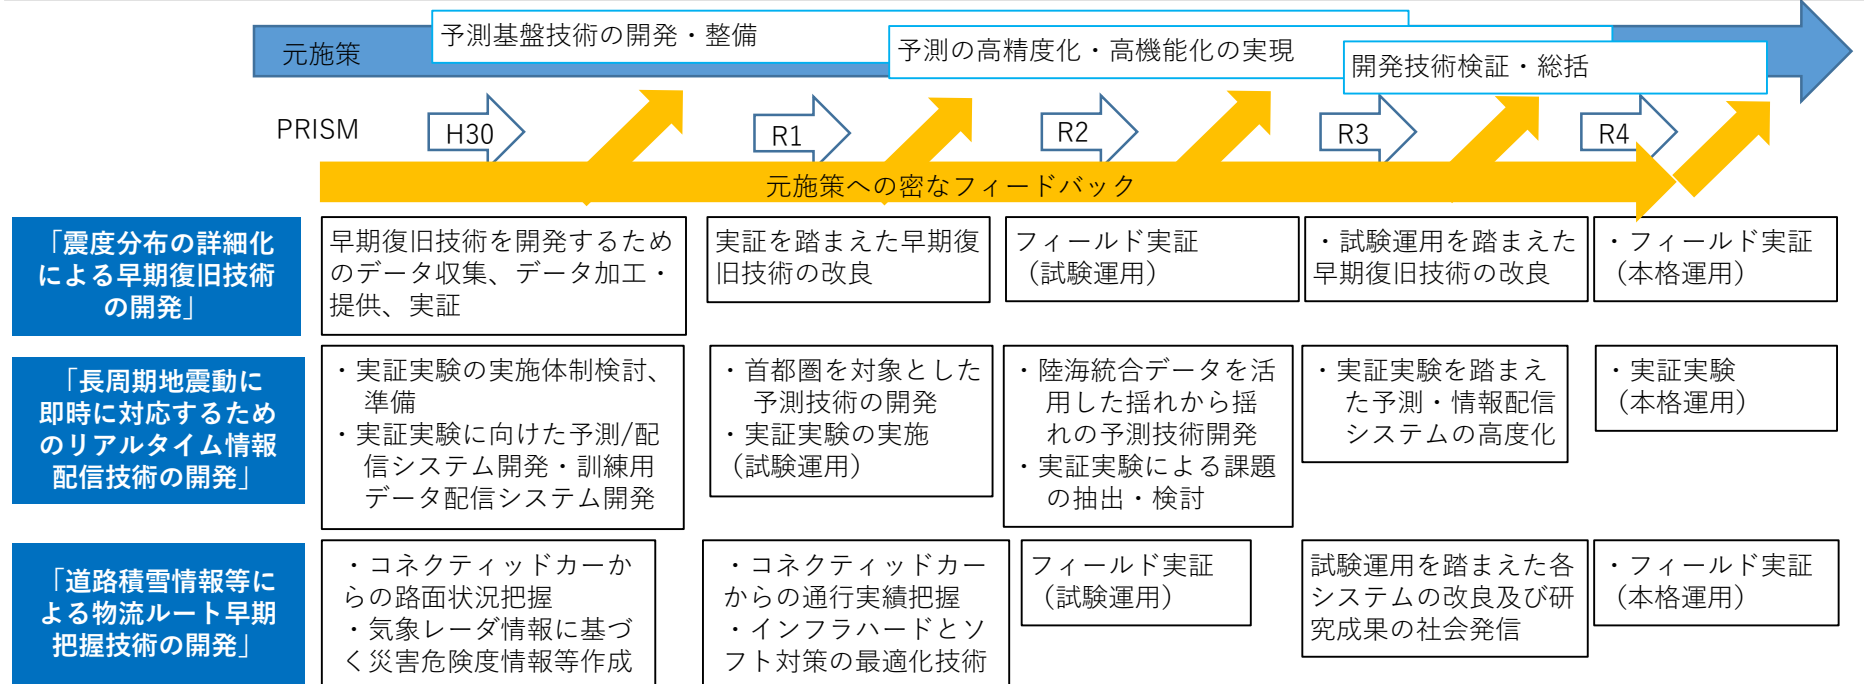 元施策
予測基盤技術の開発・整備
予測の高精度化・高機能化の実現
開発技術検証・総括
PRISM
H30
R1
R2
R3
R4
元施策への密なフィードバック
「震度分布の詳細化
による早期復旧技術
の開発」
早期復旧技術を開発するため
のデータ収集、データ加工・
提供、実証
実証を踏まえた早期復
旧技術の改良
フィールド実証
（試験運用）
・試験運用を踏まえた
早期復旧技術の改良
・フィールド実証
（本格運用）
「長周期地震動に
即時に対応するため
のリアルタイム情報
配信技術の開発」
・実証実験の実施体制検討、
準備
・実証実験に向けた予測/配
信システム開発・訓練用
データ配信システム開発
・首都圏を対象とした
予測技術の開発
・実証実験の実施
（試験運用）
・陸海統合データを活
用した揺れから揺
れの予測技術開発
・実証実験による課題
の抽出・検討
・実証実験を踏まえ
た予測・情報配信
システムの高度化
・実証実験
（本格運用）
「道路積雪情報等に
よる物流ルート早期
把握技術の開発」
・コネクティッドカーか
らの路面状況把握
・気象レーダ情報に基づ
く災害危険度情報等作成
・コネクティッドカー
からの通行実績把握
・インフラハードとソ
フト対策の最適化技術
フィールド実証
（試験運用）
試験運用を踏まえた各
システムの改良及び研
究成果の社会発信
・フィールド実証
（本格運用）